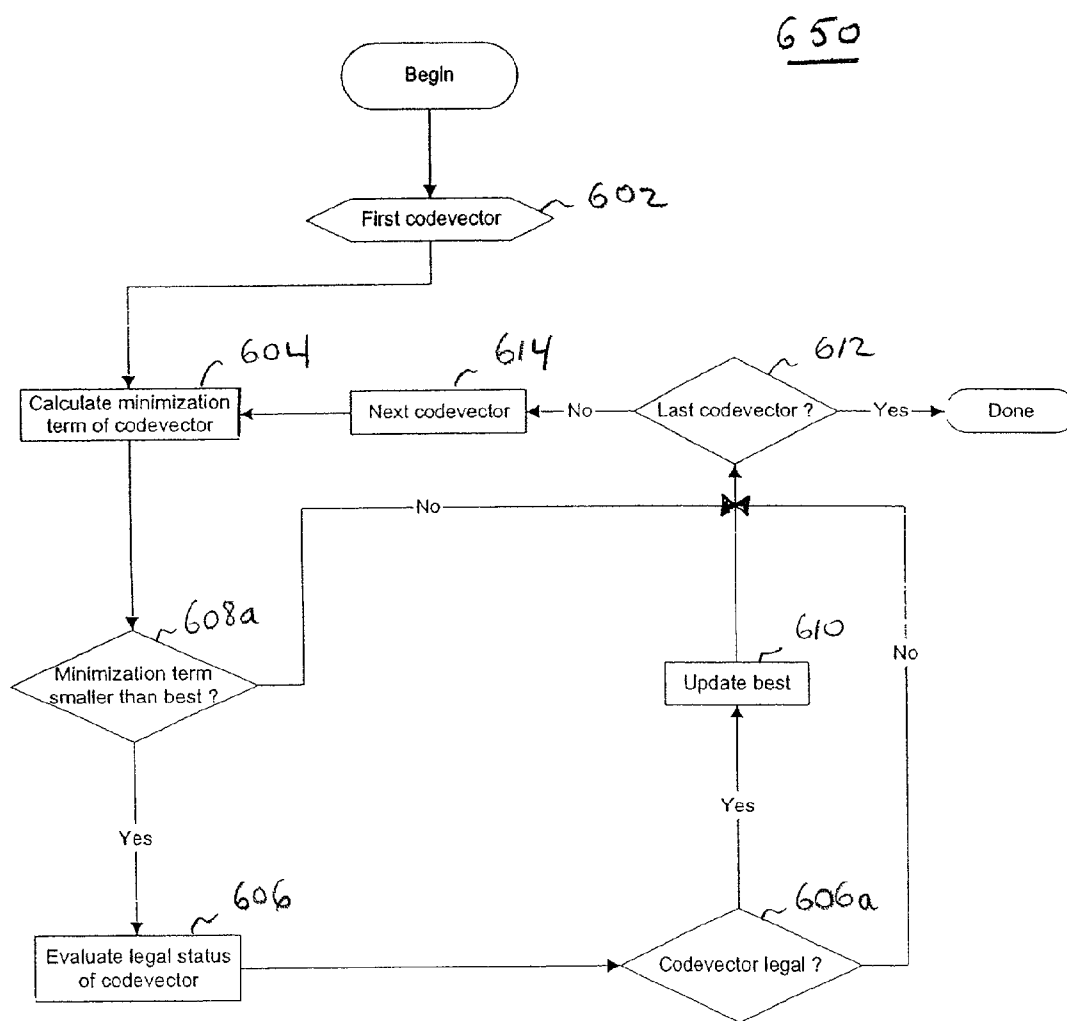 650
Begin
First codevector
602
604
Calculate minimization
term of codevector
614
Next codevector
No
612
Last codevector ?
Yes
Done
No
608a
Minimization term
smaller than best ?
610
Update best
No
Yes
Yes
606
Evaluate legal status
of codevector
606a
Codevector legal ?